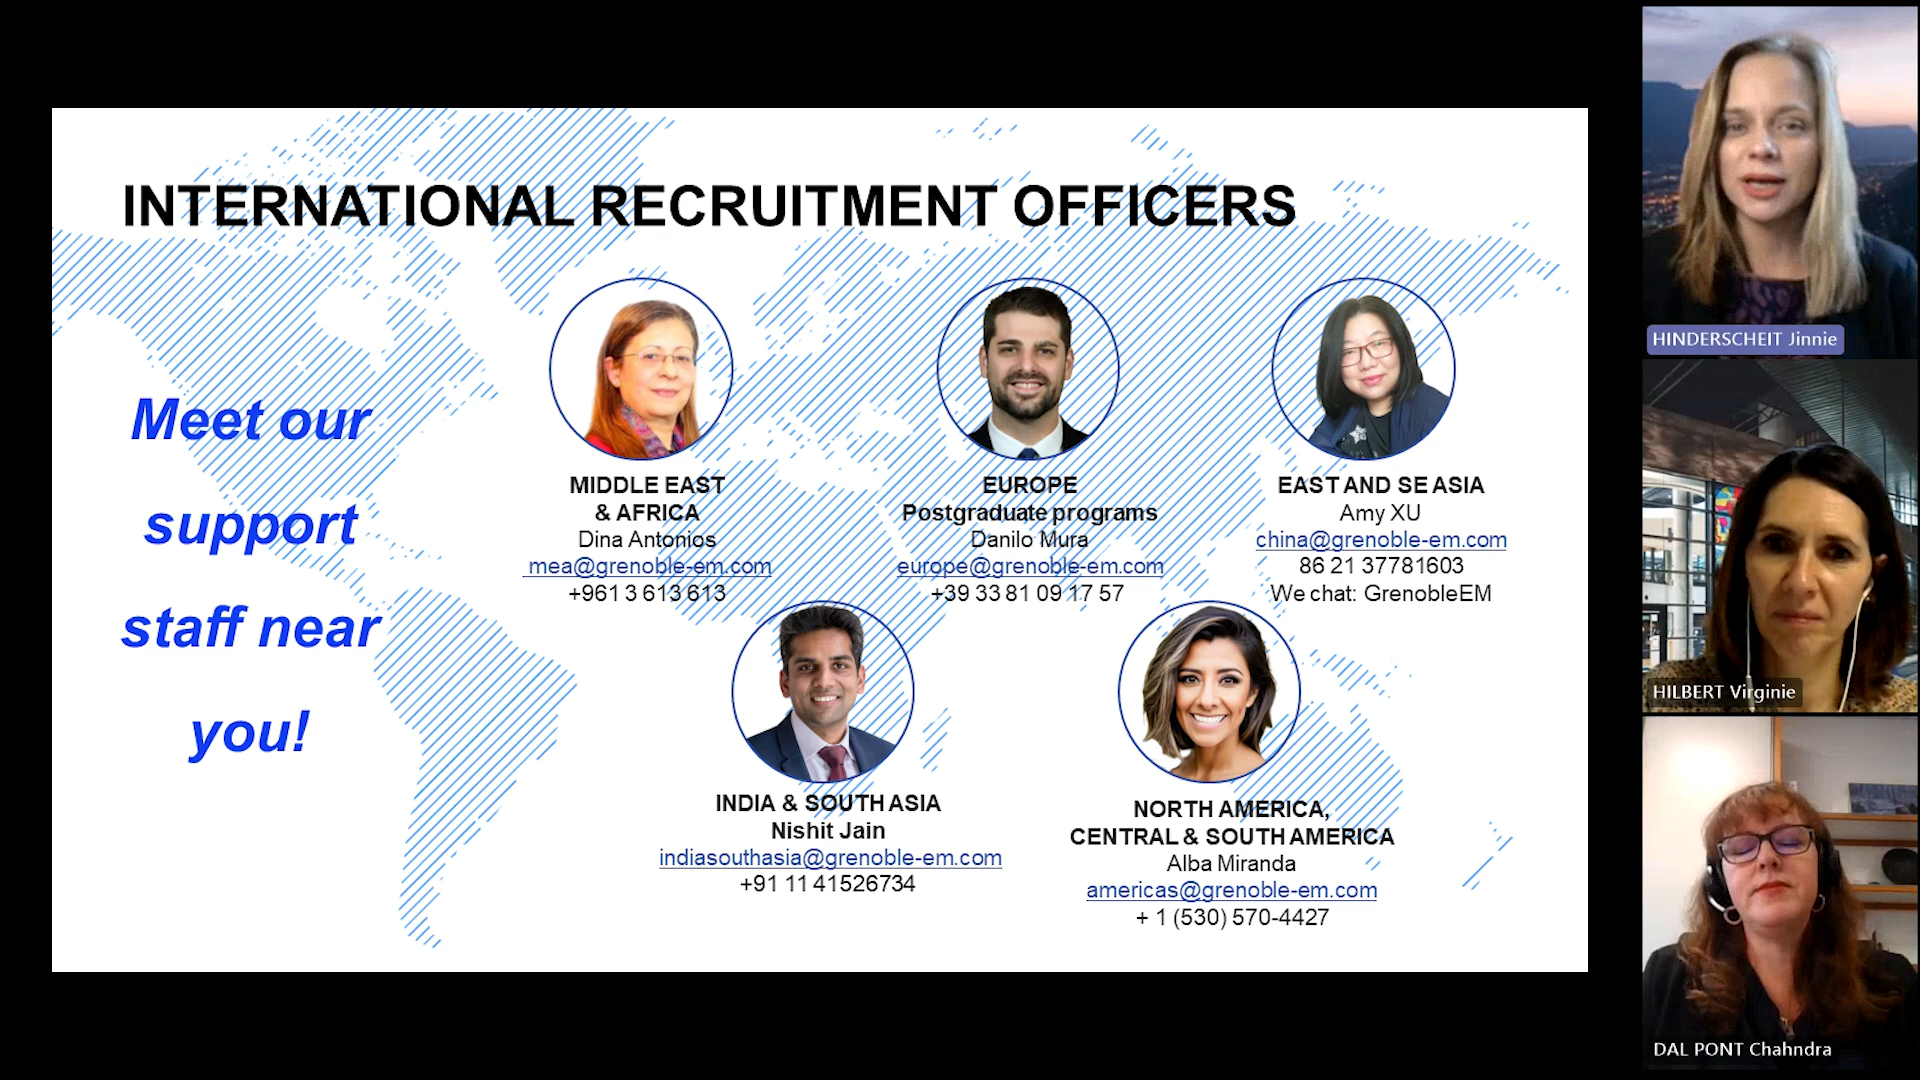 INTERNATIONAL RECRUITMENT OFFICERS
Meet our
support
staff near
you!
MIDDLE EAST
& AFRICA
Dina Antonios
mea@grenoble-em.com
+961 3 613 613
EUROPE
Postgraduate programs
Danilo Mura
europe@grenoble-em.com
+39 33 81 09 17 57
EAST AND SE ASIA
Amy XU
china@grenoble-em.com
86 21 37781603
We chat: GrenobleEM
INDIA & SOUTH ASIA
Nishit Jain
indiasouthasia@grenoble-em.com
+91 11 41526734
NORTH AMERICA,
CENTRAL & SOUTH AMERICA
Alba Miranda
americas@grenoble-em.com
+ 1 (530) 570-4427
HINDERSCHEIT Jinnie
HILBERT Virginie
DAL PONT Chahndra